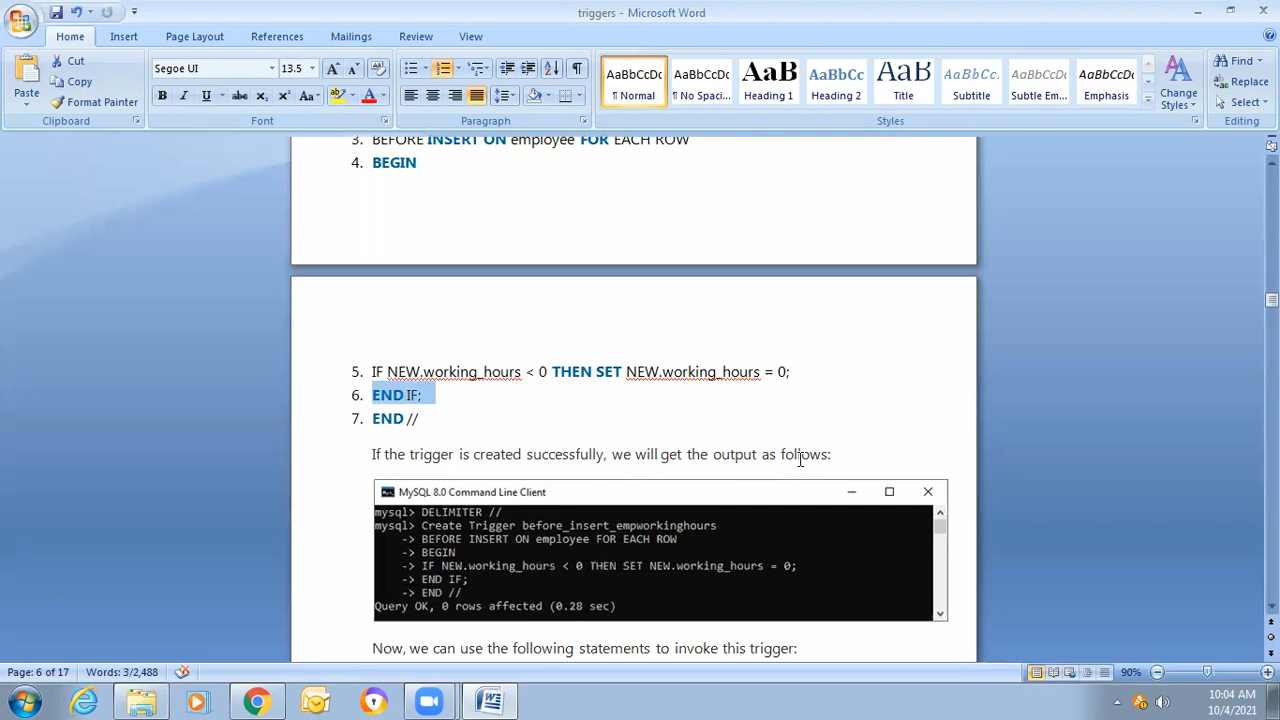 triggers - Microsoft Word
Home Insert Page Layout References Mailings Review View
Paste Cut Copy Format Painter
Clipboard
Segoe UI 13.5
B I U abe X₂ X² Aa A
Font
Paragraph
AaBbCcDc AaBbCcDc AaB AaBbCc AaB AaBbCc. AaBbCcDc AaBbCcDc
¶ Normal ¶ No Spaci... Heading 1 Heading 2 Title Subtitle Subtle Em... Emphasis
Change Styles
Styles
Find Replace Select
Editing
3. BEFORE INSERT ON employee FOR EACH ROW
4. BEGIN
5. IF NEW.working_hours < 0 THEN SET NEW.working_hours = 0;
6. END IF;
7. END //
If the trigger is created successfully, we will get the output as follows:
MySQL 8.0 Command Line Client
mysql> DELIMITER //
mysql> Create Trigger before_insert_empworkinghours
-> BEFORE INSERT ON employee FOR EACH ROW
-> BEGIN
-> IF NEW.working_hours < 0 THEN SET NEW.working_hours = 0;
-> END IF;
-> END //
Query OK, 0 rows affected (0.28 sec)
Now, we can use the following statements to invoke this trigger:
Page: 6 of 17 Words: 3/2,488 90%
10:04 AM
10/4/2021